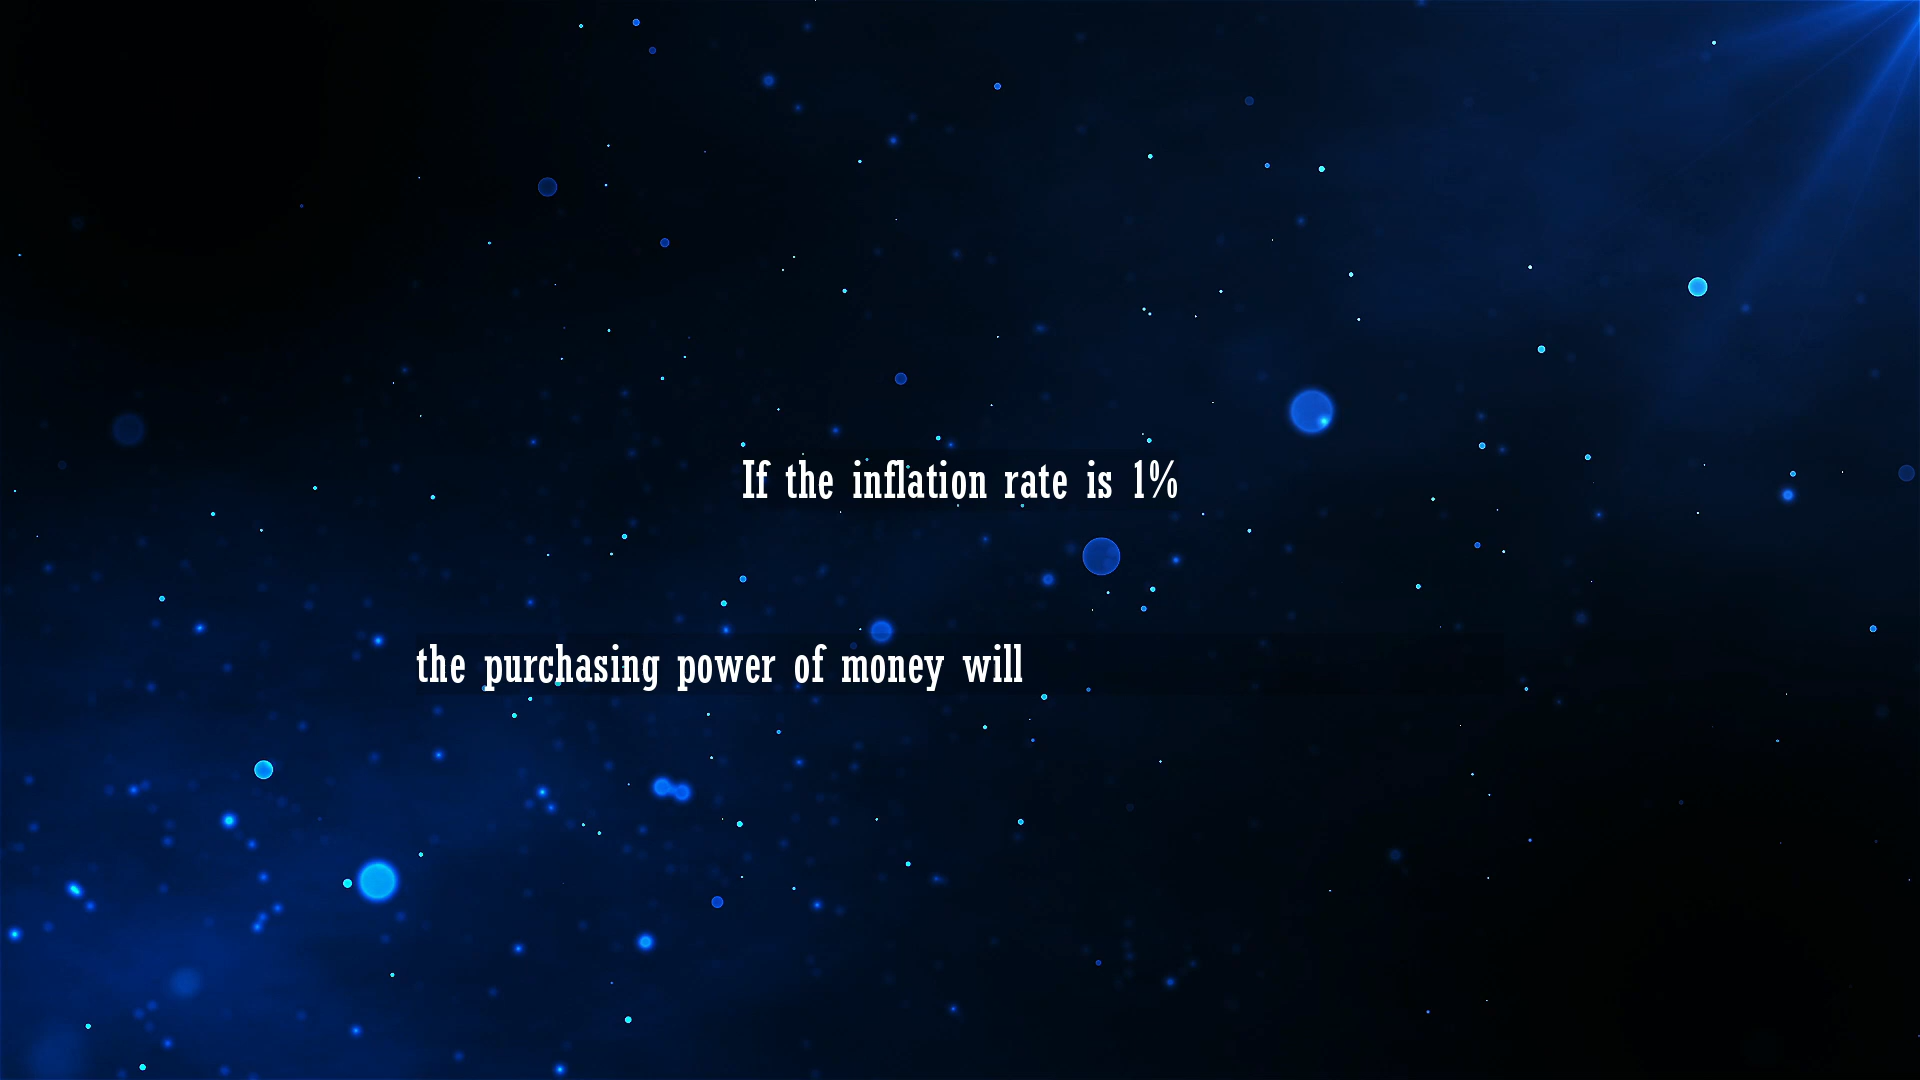 If the inflation rate is 1%
the purchasing power of money will